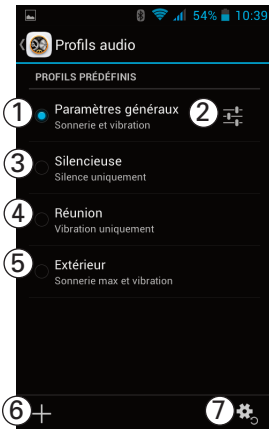 54% 10:39
Profils audio
PROFILS PRÉDÉFINIS
1 Paramètres généraux 2
Sonnerie et vibration
3 Silencieuse
Silence uniquement
4 Réunion
Vibration uniquement
5 Extérieur
Sonnerie max et vibration
6 7